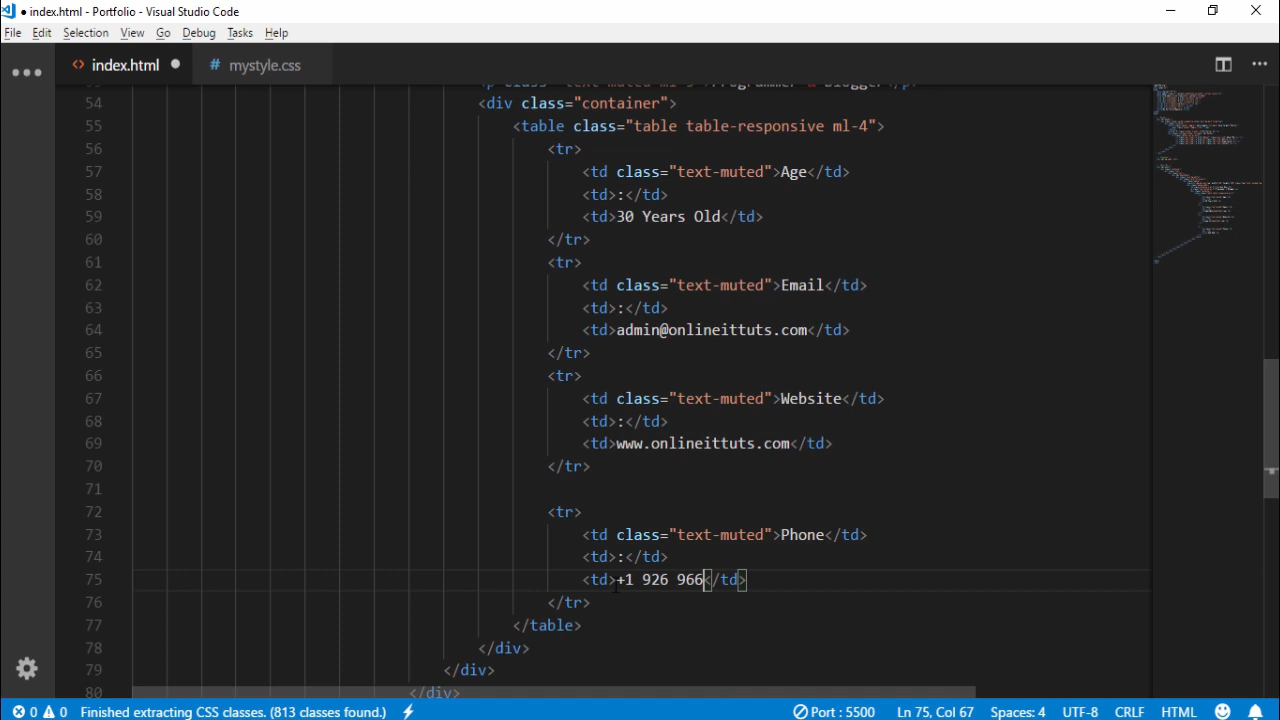 ● index.html - Portfolio - Visual Studio Code
File Edit Selection View Go Debug Tasks Help
<> index.html ● # mystyle.css
54 <div class="container">
55 <table class="table table-responsive ml-4">
56 <tr>
57 <td class="text-muted">Age</td>
58 <td>:</td>
59 <td>30 Years Old</td>
60 </tr>
61 <tr>
62 <td class="text-muted">Email</td>
63 <td>:</td>
64 <td>admin@onlineittuts.com</td>
65 </tr>
66 <tr>
67 <td class="text-muted">Website</td>
68 <td>:</td>
69 <td>www.onlineittuts.com</td>
70 </tr>
71
72 <tr>
73 <td class="text-muted">Phone</td>
74 <td>:</td>
75 <td>+1 926 966</td>
76 </tr>
77 </table>
78 </div>
79 </div>
80 </div>
0 0 Finished extracting CSS classes. (813 classes found.) Port : 5500 Ln 75, Col 67 Spaces: 4 UTF-8 CRLF HTML